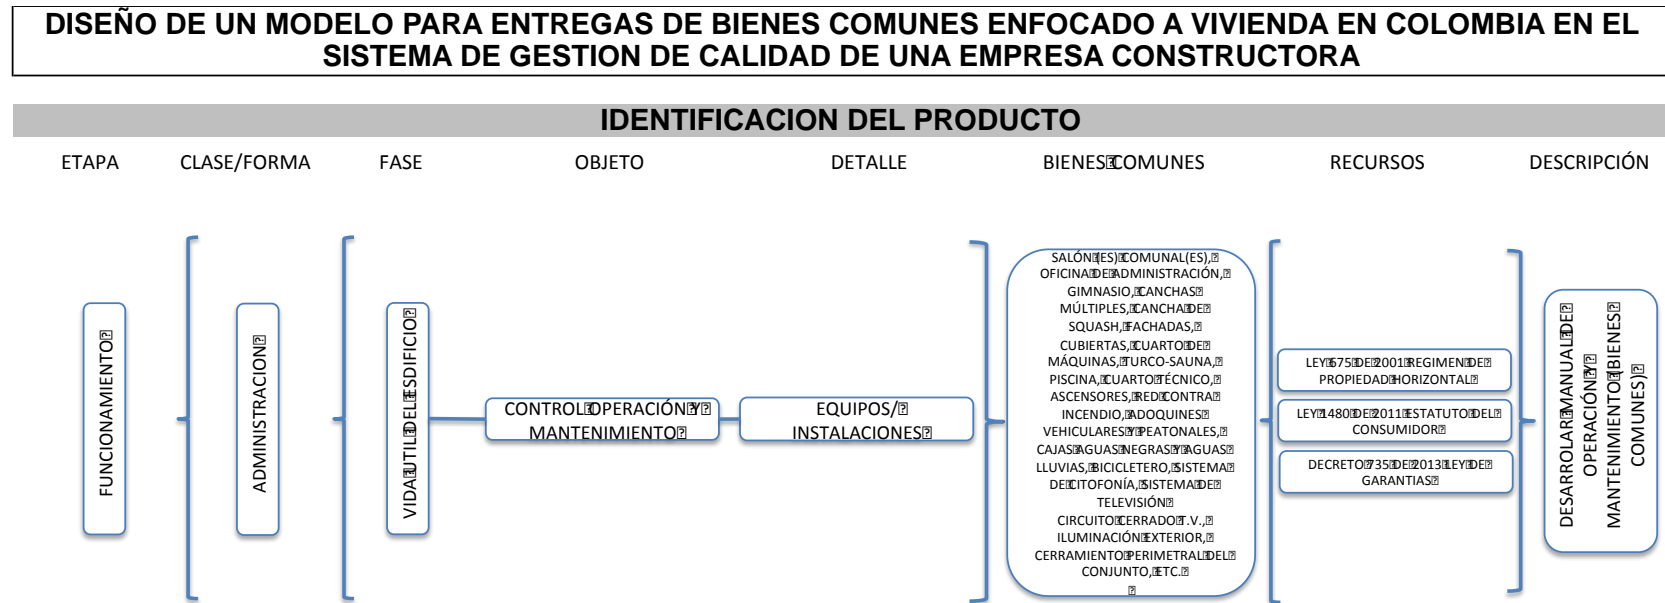 DISEÑO DE UN MODELO PARA ENTREGAS DE BIENES COMUNES ENFOCADO A VIVIENDA EN COLOMBIA EN EL
SISTEMA DE GESTION DE CALIDAD DE UNA EMPRESA CONSTRUCTORA
IDENTIFICACION DEL PRODUCTO
ETAPA
CLASE/FORMA
FASE
OBJETO
DETALLE
BIENES COMUNES
RECURSOS
DESCRIPCIÓN
FUNCIONAMIENTO
ADMINISTRACION
VIDA UTIL DEL ESDIFICIO
CONTROL OPERACIÓN Y
MANTENIMIENTO
EQUIPOS/
INSTALACIONES
SALÓN (ES) COMUNAL(ES),
OFICINA DE ADMINISTRACIÓN,
GIMNASIO, CANCHAS
MÚLTIPLES, CANCHA DE
SQUASH, FACHADAS,
CUBIERTAS, CUARTO DE
MÁQUINAS, TURCO-SAUNA,
PISCINA, CUARTO TÉCNICO,
ASCENSORES, RED CONTRA
INCENDIO, ADOQUINES
VEHICULARES Y PEATONALES,
CAJAS AGUAS NEGRAS Y AGUAS
LLUVIAS, BICICLETERO, SISTEMA
DE CITOFONÍA, SISTEMA DE
TELEVISIÓN
CIRCUITO CERRADO T.V.,
ILUMINACIÓN EXTERIOR,
CERRAMIENTO PERIMETRAL DEL
CONJUNTO, ETC.
LEY 675 DE 2001 REGIMEN DE
PROPIEDAD HORIZONTAL
LEY 1480 DE 2011 ESTATUTO DEL
CONSUMIDOR
DECRETO 735 DE 2013 LEY DE
GARANTIAS
DESARROLAR MANUAL DE
OPERACIÓN Y
MANTENIMIENTO (BIENES
COMUNES)